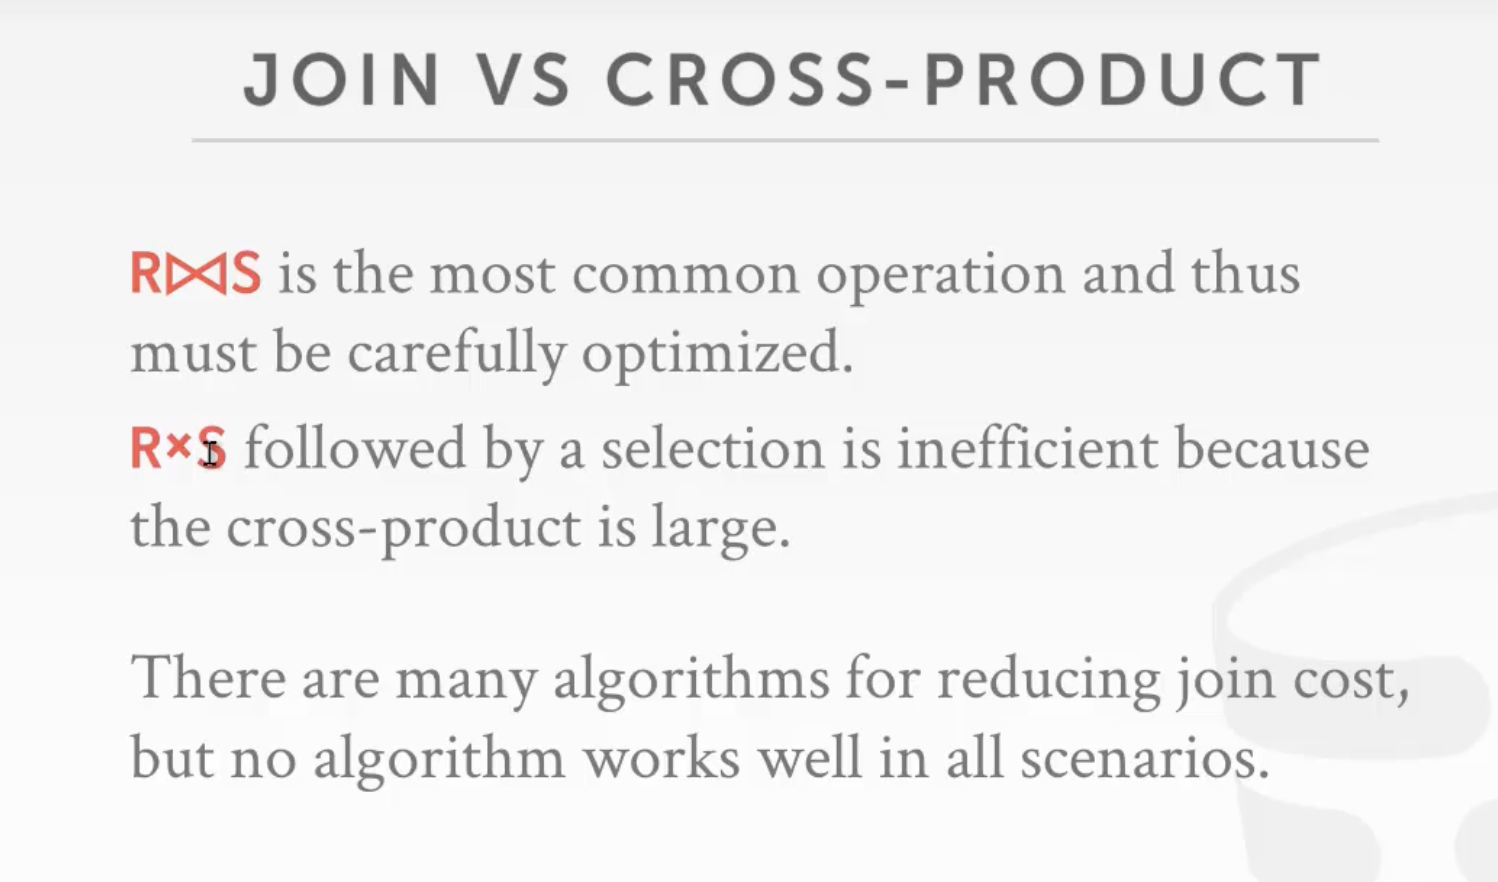 JOIN VS CROSS-PRODUCT
R⨝S is the most common operation and thus
must be carefully optimized.
R×S followed by a selection is inefficient because
the cross-product is large.
There are many algorithms for reducing join cost,
but no algorithm works well in all scenarios.